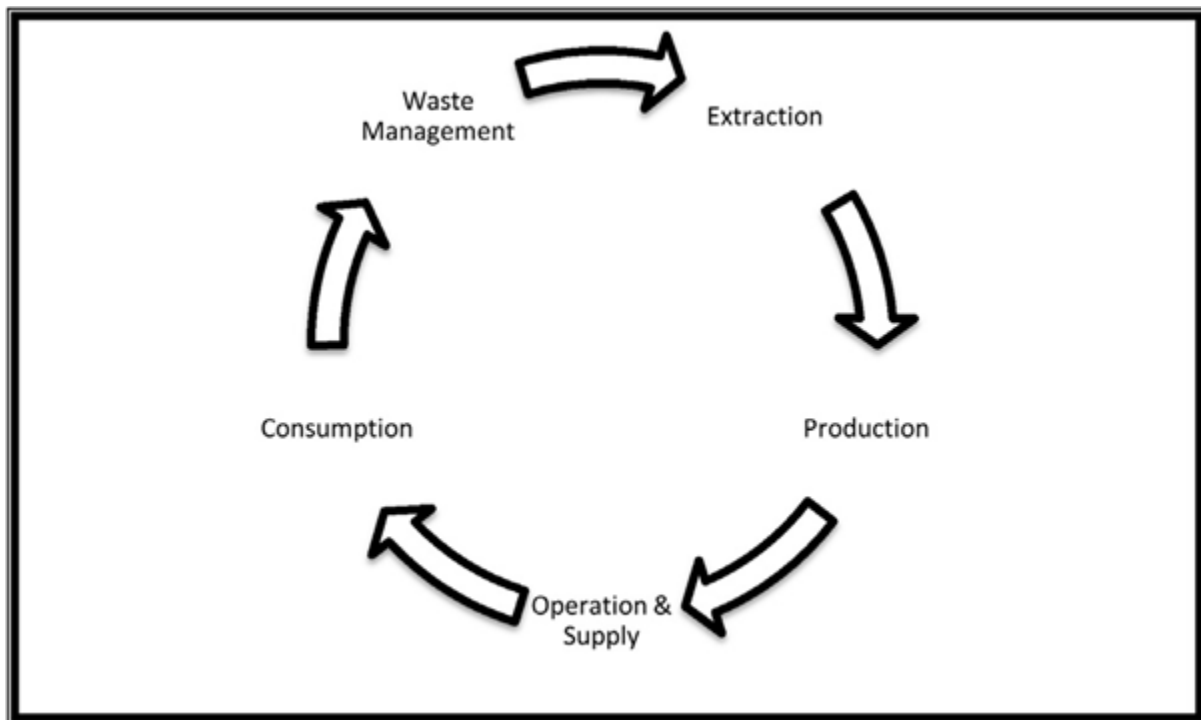 Waste
Management
Extraction
Consumption
Production
Operation &
Supply